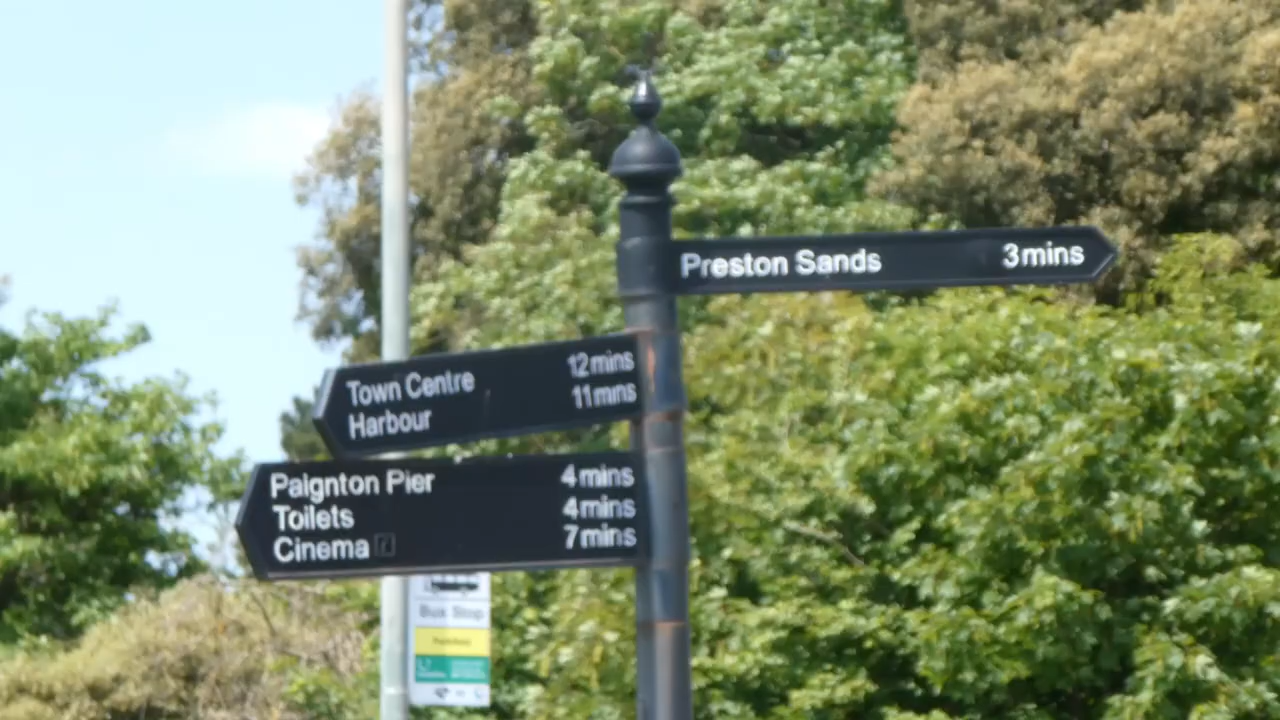 Preston Sands 3mins
Town Centre 12mins
Harbour 11mins
Paignton Pier 4mins
Toilets 4mins
Cinema 7mins
Bus Stop